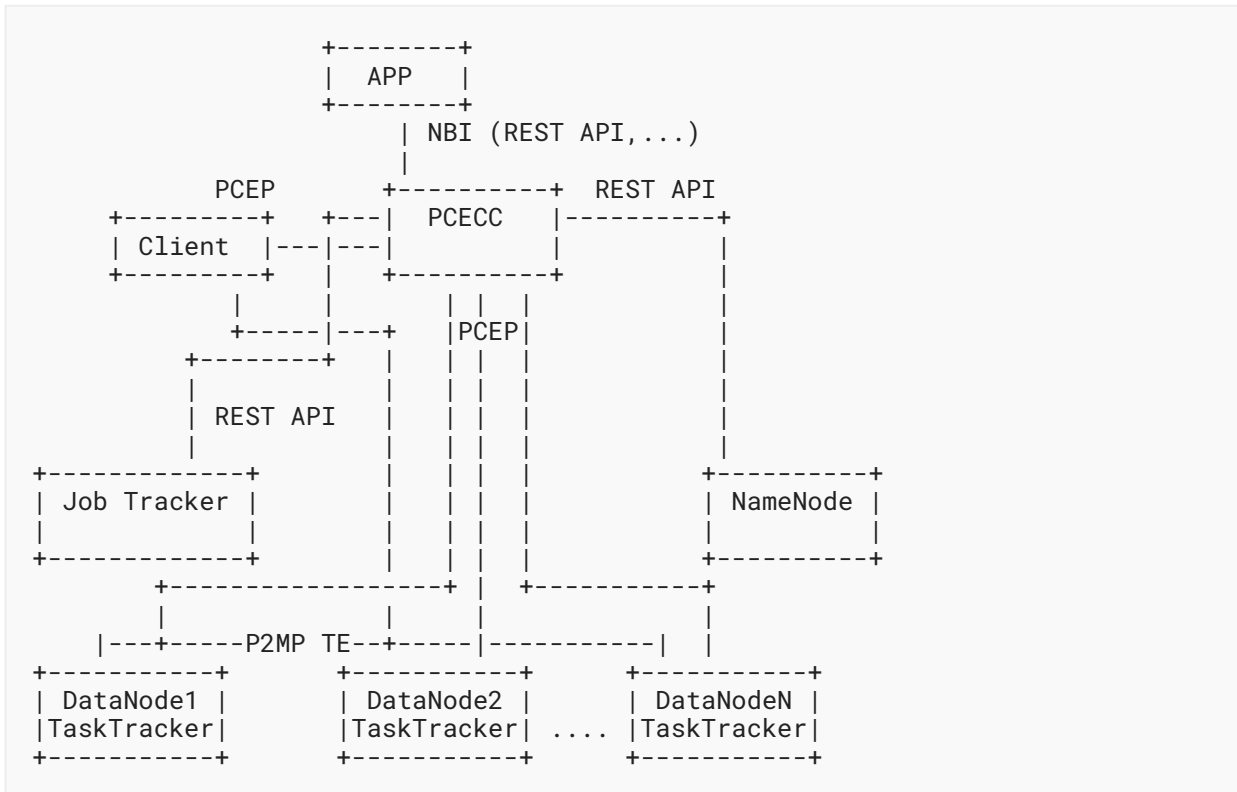 APP
NBI (REST API,...)
PCEP REST API
PCECC
Client
PCEP
REST API
Job Tracker NameNode
P2MP TE
DataNode1 DataNode2 DataNodeN
TaskTracker TaskTracker .... TaskTracker